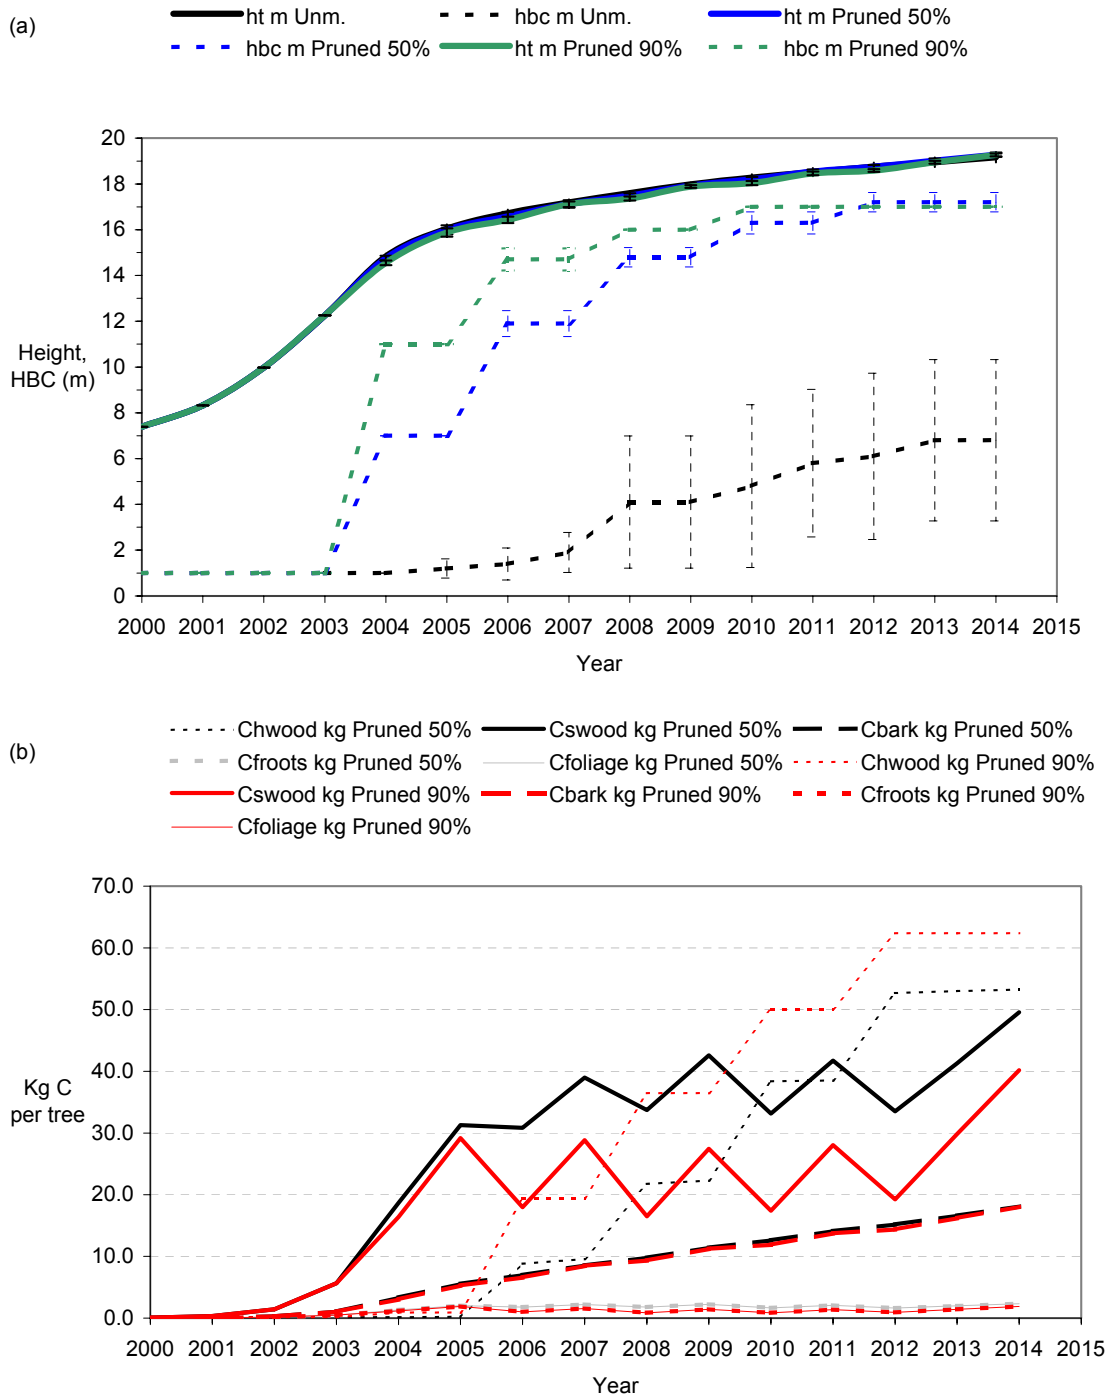 (a)
ht m Unm. hbc m Unm. ht m Pruned 50%
hbc m Pruned 50% ht m Pruned 90% hbc m Pruned 90%
20
18
16
14
12
10
8
6
4
2
0
Height,
HBC (m)
2000 2001 2002 2003 2004 2005 2006 2007 2008 2009 2010 2011 2012 2013 2014 2015
Year
(b)
Chwood kg Pruned 50% Cswood kg Pruned 50% Cbark kg Pruned 50%
Cfroots kg Pruned 50% Cfoliage kg Pruned 50% Chwood kg Pruned 90%
Cswood kg Pruned 90% Cbark kg Pruned 90% Cfroots kg Pruned 90%
Cfoliage kg Pruned 90%
70.0
60.0
50.0
40.0
30.0
20.0
10.0
0.0
Kg C
per tree
2000 2001 2002 2003 2004 2005 2006 2007 2008 2009 2010 2011 2012 2013 2014 2015
Year